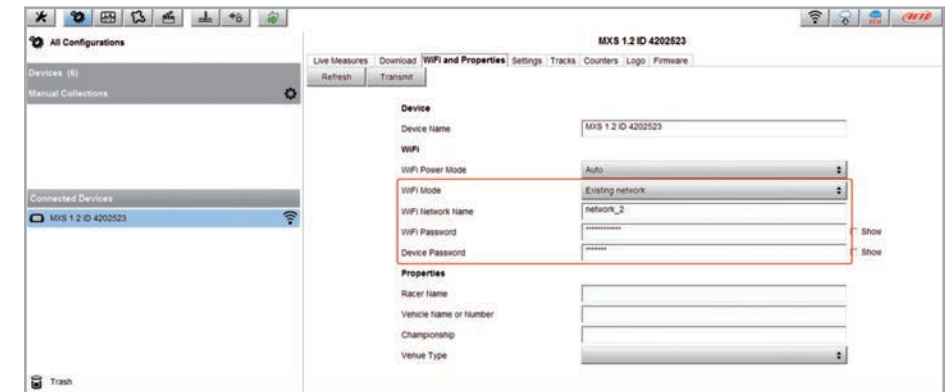 ECU
AiM
All Configurations
MXS 1.2 ID 4202523
Live Measures Download WiFi and Properties Settings Tracks Counters Logo Firmware
Devices (6)
Refresh Transmit
Manual Collections
Device
Device Name MXS 1.2 ID 4202523
WiFi
WiFi Power Mode Auto
Connected Devices
WiFi Mode Existing network
MXS 1.2 ID 4202523
WiFi Network Name network_2
WiFi Password ************* Show
Device Password ******* Show
Properties
Racer Name
Vehicle Name or Number
Championship
Venue Type
Trash